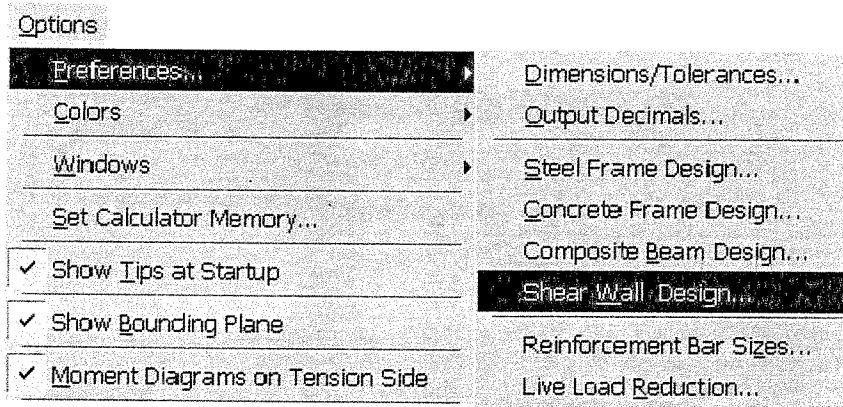 Options
Preferences...
Colors
Windows
Set Calculator Memory...
Show Tips at Startup
Show Bounding Plane
Moment Diagrams on Tension Side
Dimensions/Tolerances...
Output Decimals...
Steel Frame Design...
Concrete Frame Design...
Composite Beam Design...
Shear Wall Design...
Reinforcement Bar Sizes...
Live Load Reduction...